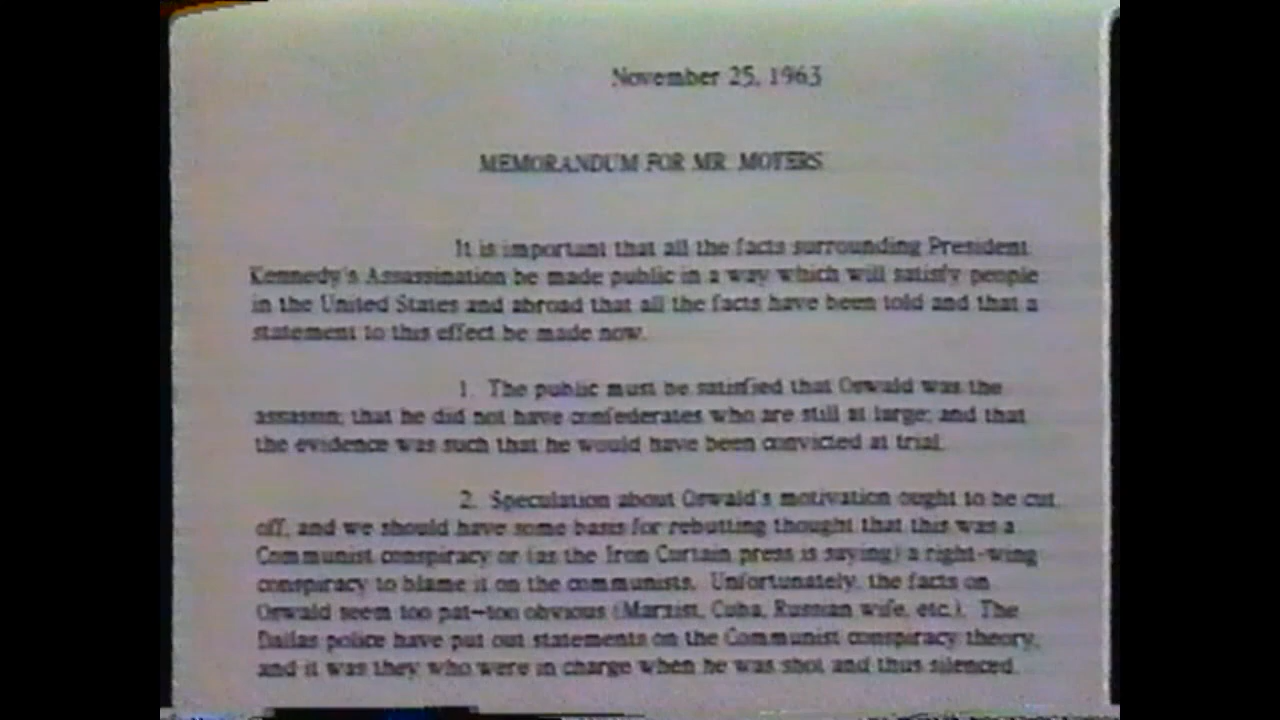 November 25, 1963
MEMORANDUM FOR MR. MOYERS
It is important that all the facts surrounding President
Kennedy's Assassination be made public in a way which will satisfy people
in the United States and abroad that all the facts have been told and that a
statement to this effect be made now.
1. The public must be satisfied that Oswald was the
assassin; that he did not have confederates who are still at large; and that
the evidence was such that he would have been convicted at trial.
2. Speculation about Oswald's motivation ought to be cut
off, and we should have some basis for rebutting thought that this was a
Communist conspiracy or (as the Iron Curtain press is saying) a right-wing
conspiracy to blame it on the communists. Unfortunately, the facts on
Oswald seem too pat—too obvious (Marxist, Cuba, Russian wife, etc.). The
Dallas police have put out statements on the Communist conspiracy theory,
and it was they who were in charge when he was shot and thus silenced.